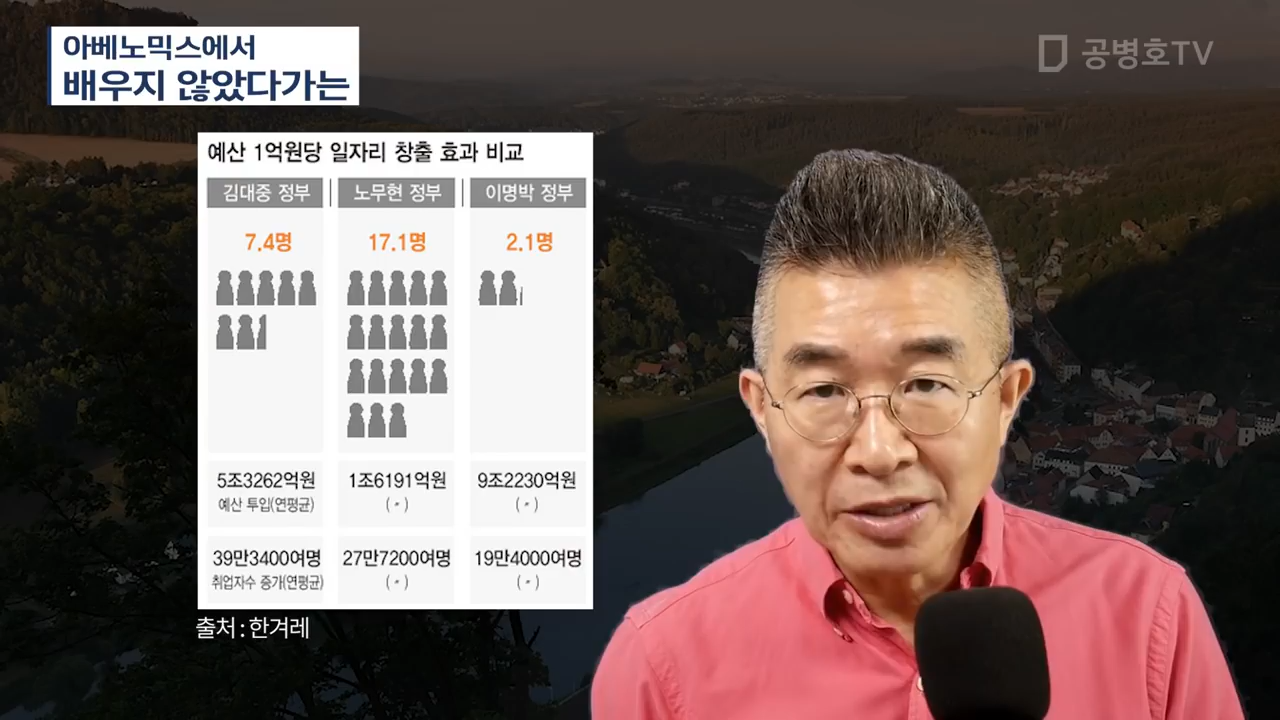 아베노믹스에서
배우지 않았다가는
공병호TV
예산 1억원당 일자리 창출 효과 비교
김대중 정부
노무현 정부
이명박 정부
7.4명
17.1명
2.1명
5조3262억원
1조6191억원
9조2230억원
예산 투입(연평균)
( 〃 )
( 〃 )
39만3400여명
27만7200여명
19만4000여명
취업자수 증가(연평균)
( 〃 )
( 〃 )
출처 : 한겨레